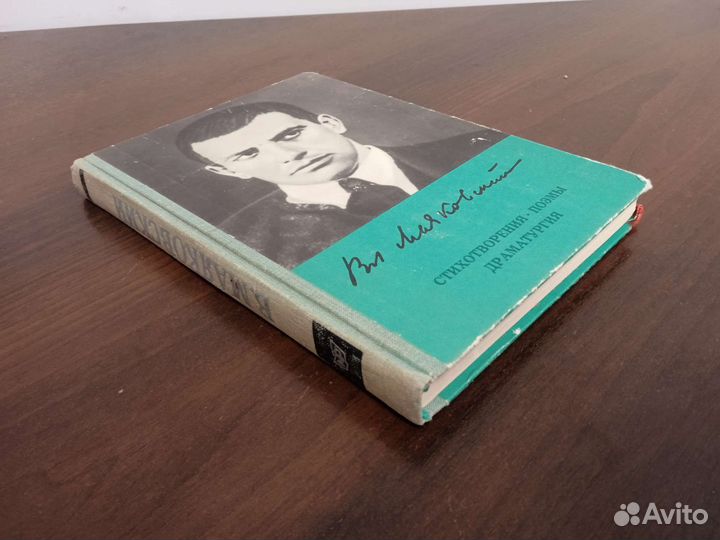 Вл Маяковский
СТИХОТВОРЕНИЯ · ПОЭМЫ
ДРАМАТУРГИЯ
В. МАЯКОВСКИЙ
Avito